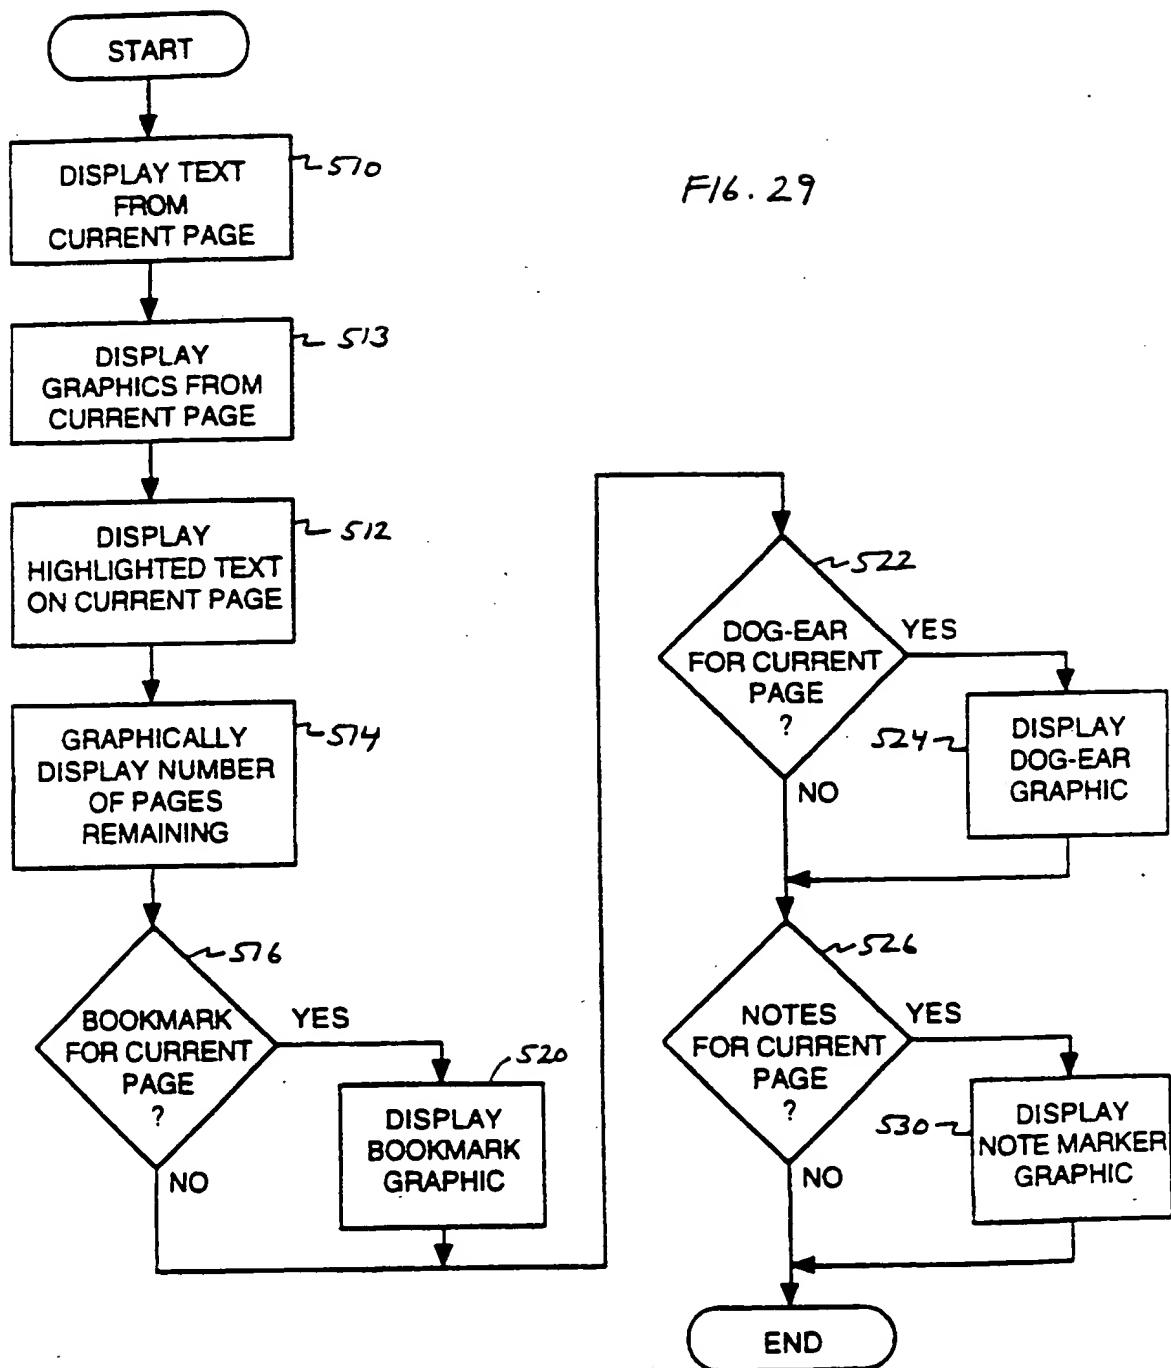 START
DISPLAY TEXT
FROM
CURRENT PAGE
510
DISPLAY
GRAPHICS FROM
CURRENT PAGE
513
DISPLAY
HIGHLIGHTED TEXT
ON CURRENT PAGE
512
GRAPHICALLY
DISPLAY NUMBER
OF PAGES
REMAINING
514
BOOKMARK
FOR CURRENT
PAGE
?
516
YES
NO
DISPLAY
BOOKMARK
GRAPHIC
520
FIG. 29
DOG-EAR
FOR CURRENT
PAGE
?
522
YES
NO
DISPLAY
DOG-EAR
GRAPHIC
524
NOTES
FOR CURRENT
PAGE
?
526
YES
NO
DISPLAY
NOTE MARKER
GRAPHIC
530
END